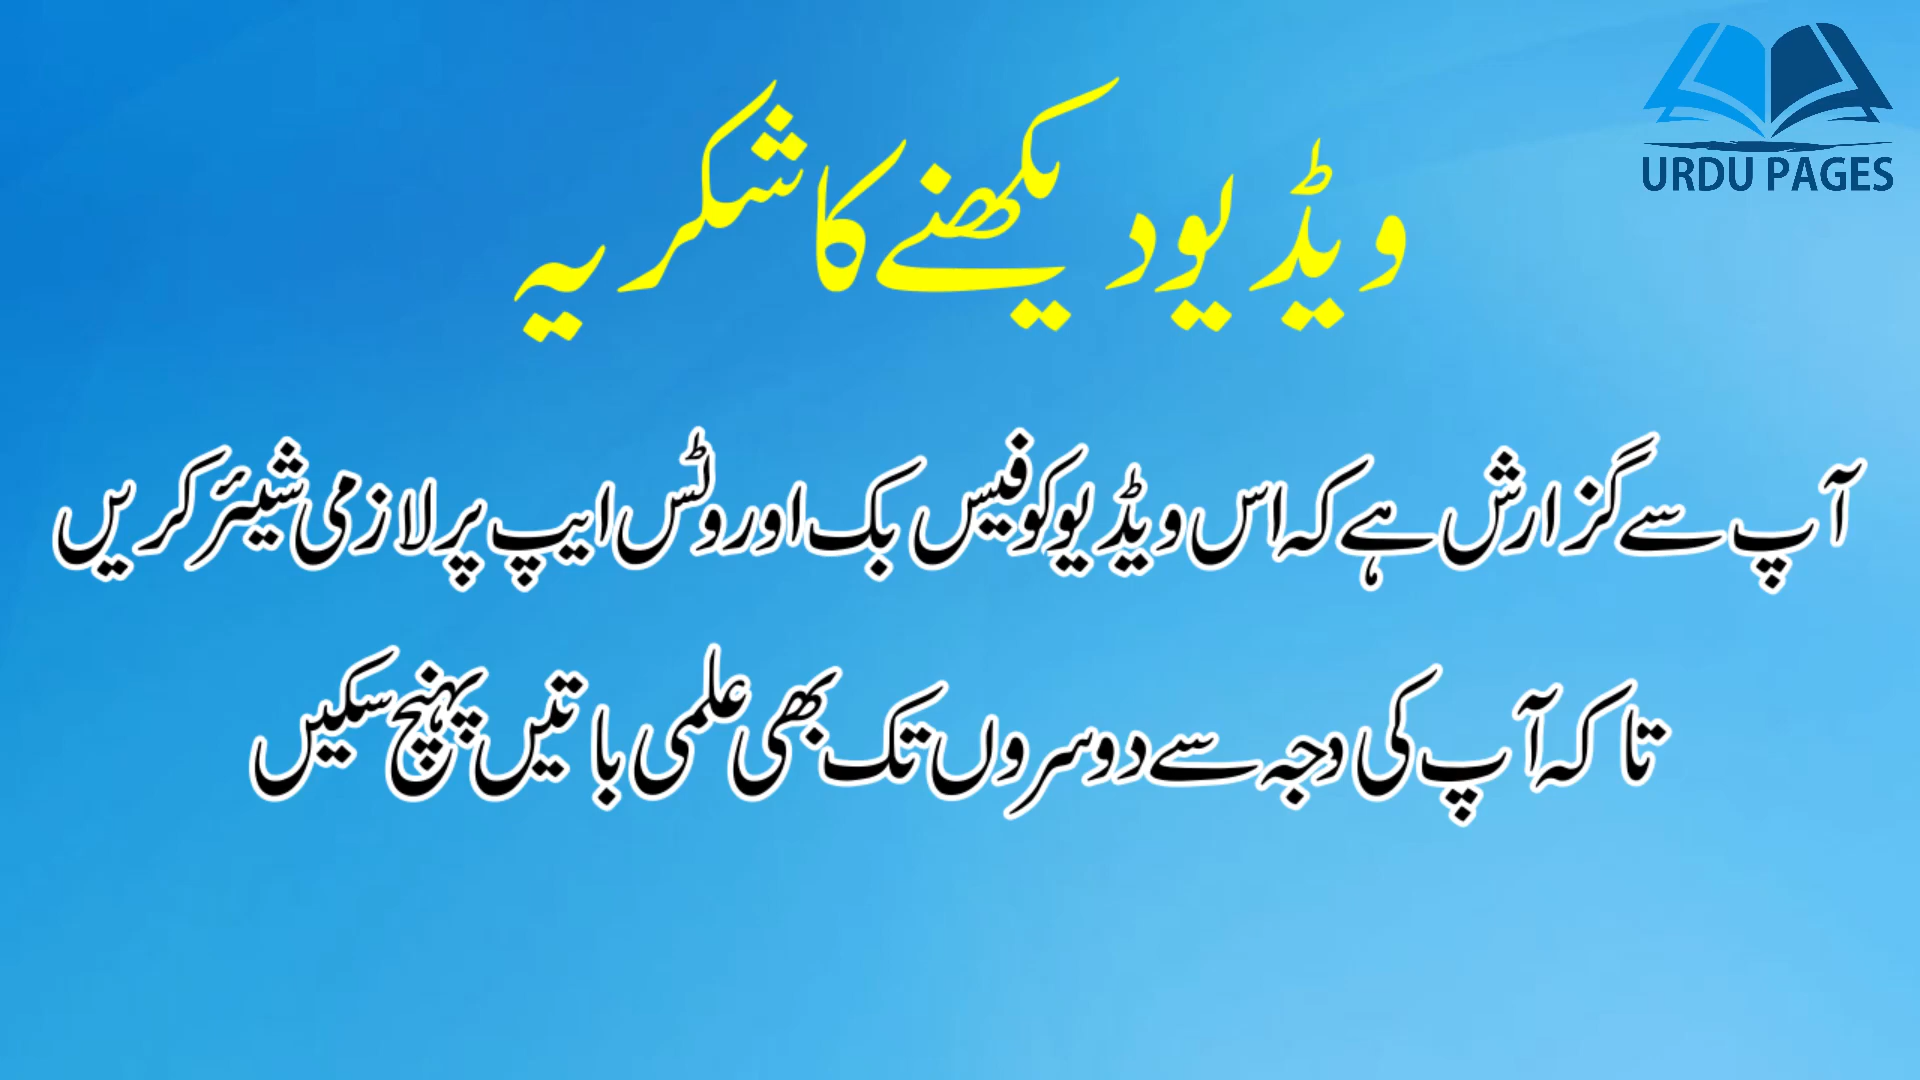 URDU PAGES
ویڈیو دیکھنے کا شکریہ
آپ سے گزارش ہے کہ اس ویڈیو کو فیس بک اور وٹس ایپ پر لازمی شیئر کریں
تاکہ آپ کی وجہ سے دوسروں تک بھی علمی باتیں پہنچ سکیں